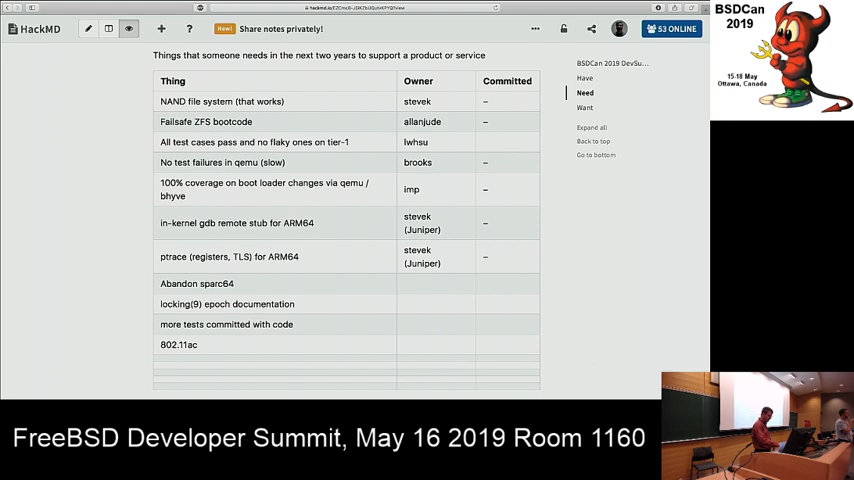 HackMD
New!
Share notes privately!
53 ONLINE
BSDCan
2019
15-18 May
Ottawa, Canada
Things that someone needs in the next two years to support a product or service
Thing Owner Committed
NAND file system (that works) stevek –
Failsafe ZFS bootcode allanjude –
All test cases pass and no flaky ones on tier-1 lwhsu
No test failures in qemu (slow) brooks –
100% coverage on boot loader changes via qemu / imp –
bhyve
in-kernel gdb remote stub for ARM64 stevek –
(Juniper)
ptrace (registers, TLS) for ARM64 stevek –
(Juniper)
Abandon sparc64
locking(9) epoch documentation
more tests committed with code
802.11ac
BSDCan 2019 DevSu...
Have
Need
Want
Expand all
Back to top
Go to bottom
FreeBSD Developer Summit, May 16 2019 Room 1160